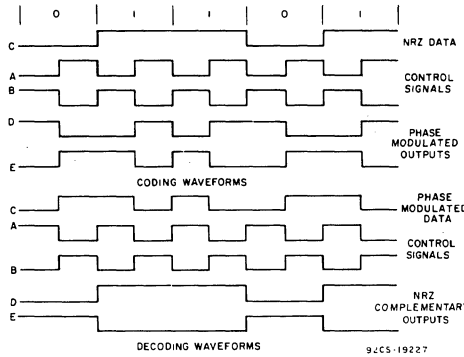 0 1 1 0 1
C NRZ DATA
A CONTROL
B SIGNALS
D PHASE
MODULATED
E OUTPUTS
CODING WAVEFORMS
C PHASE
MODULATED
DATA
A CONTROL
B SIGNALS
D NRZ
COMPLEMENTARY
E OUTPUTS
DECODING WAVEFORMS
92CS-19227